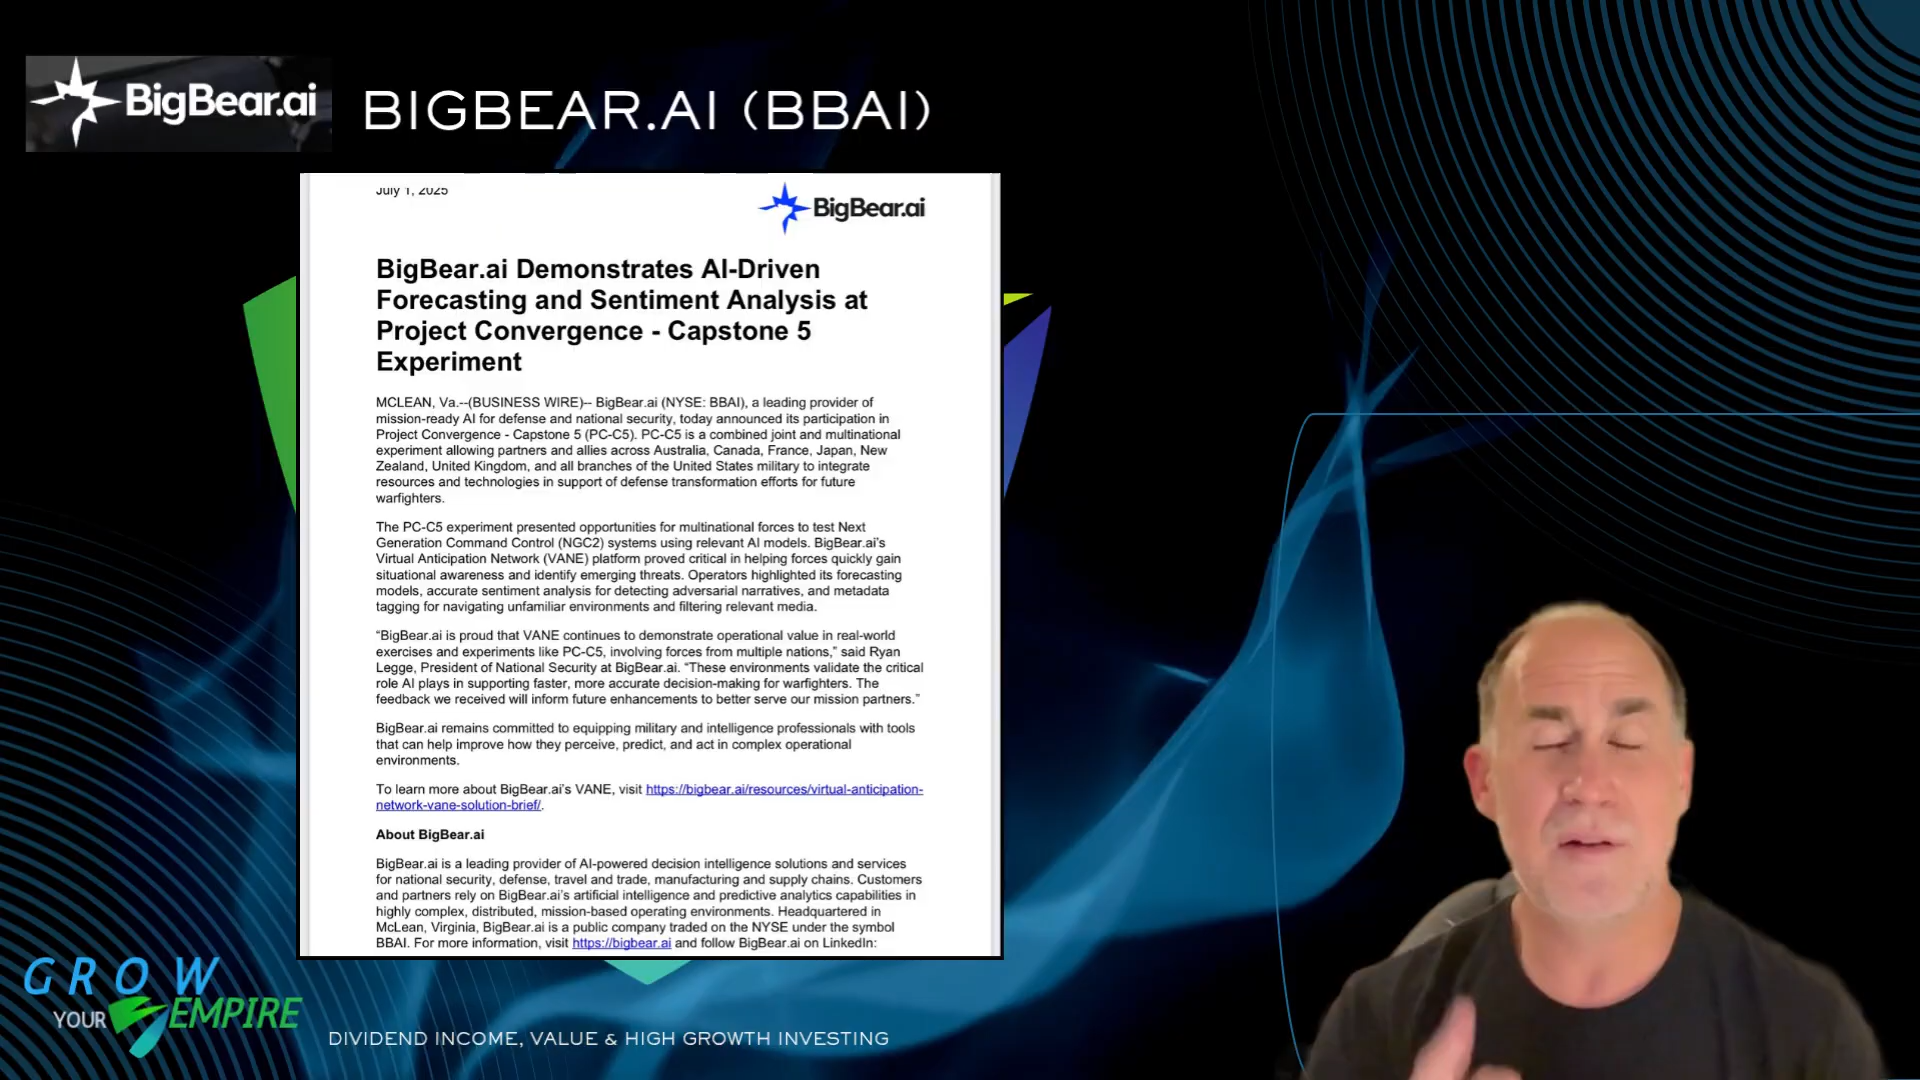 BigBear.ai
BIGBEAR.AI (BBAI)
July 1, 2025
BigBear.ai
BigBear.ai Demonstrates AI-Driven
Forecasting and Sentiment Analysis at
Project Convergence - Capstone 5
Experiment
MCLEAN, Va.--(BUSINESS WIRE)-- BigBear.ai (NYSE: BBAI), a leading provider of
mission-ready AI for defense and national security, today announced its participation in
Project Convergence - Capstone 5 (PC-C5). PC-C5 is a combined joint and multinational
experiment allowing partners and allies across Australia, Canada, France, Japan, New
Zealand, United Kingdom, and all branches of the United States military to integrate
resources and technologies in support of defense transformation efforts for future
warfighters.
The PC-C5 experiment presented opportunities for multinational forces to test Next
Generation Command Control (NGC2) systems using relevant AI models. BigBear.ai's
Virtual Anticipation Network (VANE) platform proved critical in helping forces quickly gain
situational awareness and identify emerging threats. Operators highlighted its forecasting
models, accurate sentiment analysis for detecting adversarial narratives, and metadata
tagging for navigating unfamiliar environments and filtering relevant media.
“BigBear.ai is proud that VANE continues to demonstrate operational value in real-world
exercises and experiments like PC-C5, involving forces from multiple nations,” said Ryan
Legge, President of National Security at BigBear.ai. “These environments validate the critical
role AI plays in supporting faster, more accurate decision-making for warfighters. The
feedback we received will inform future enhancements to better serve our mission partners.”
BigBear.ai remains committed to equipping military and intelligence professionals with tools
that can help improve how they perceive, predict, and act in complex operational
environments.
To learn more about BigBear.ai's VANE, visit https://bigbear.ai/resources/virtual-anticipation-
network-vane-solution-brief/.
About BigBear.ai
BigBear.ai is a leading provider of AI-powered decision intelligence solutions and services
for national security, defense, travel and trade, manufacturing and supply chains. Customers
and partners rely on BigBear.ai's artificial intelligence and predictive analytics capabilities in
highly complex, distributed, mission-based operating environments. Headquartered in
McLean, Virginia, BigBear.ai is a public company traded on the NYSE under the symbol
BBAI. For more information, visit https://bigbear.ai and follow BigBear.ai on LinkedIn:
GROW
YOUR EMPIRE
DIVIDEND INCOME, VALUE & HIGH GROWTH INVESTING